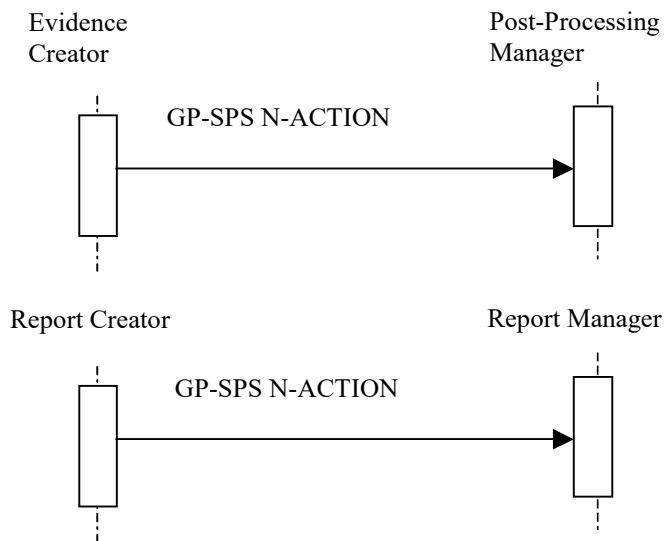 Evidence
Creator
Post-Processing
Manager
GP-SPS N-ACTION
Report Creator
Report Manager
GP-SPS N-ACTION